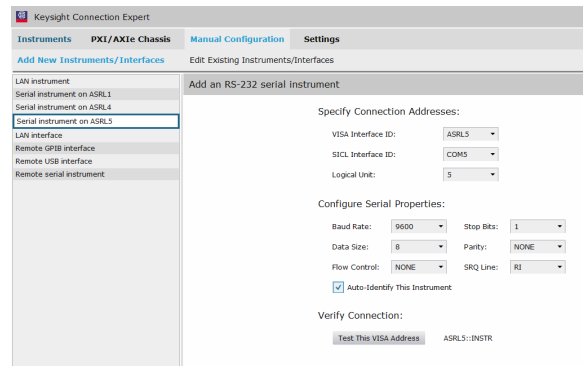 Keysight Connection Expert
Instruments PXI/AXIe Chassis Manual Configuration Settings
Add New Instruments/Interfaces Edit Existing Instruments/Interfaces
LAN instrument
Serial instrument on ASRL1
Serial instrument on ASRL4
Serial instrument on ASRL5
LAN interface
Remote GPIB interface
Remote USB interface
Remote serial instrument
Add an RS-232 serial instrument
Specify Connection Addresses:
VISA Interface ID: ASRL5
SICL Interface ID: COM5
Logical Unit: 5
Configure Serial Properties:
Baud Rate: 9600 Stop Bits: 1
Data Size: 8 Parity: NONE
Flow Control: NONE SRQ Line: RI
Auto-Identify This Instrument
Verify Connection:
Test This VISA Address ASRL5::INSTR